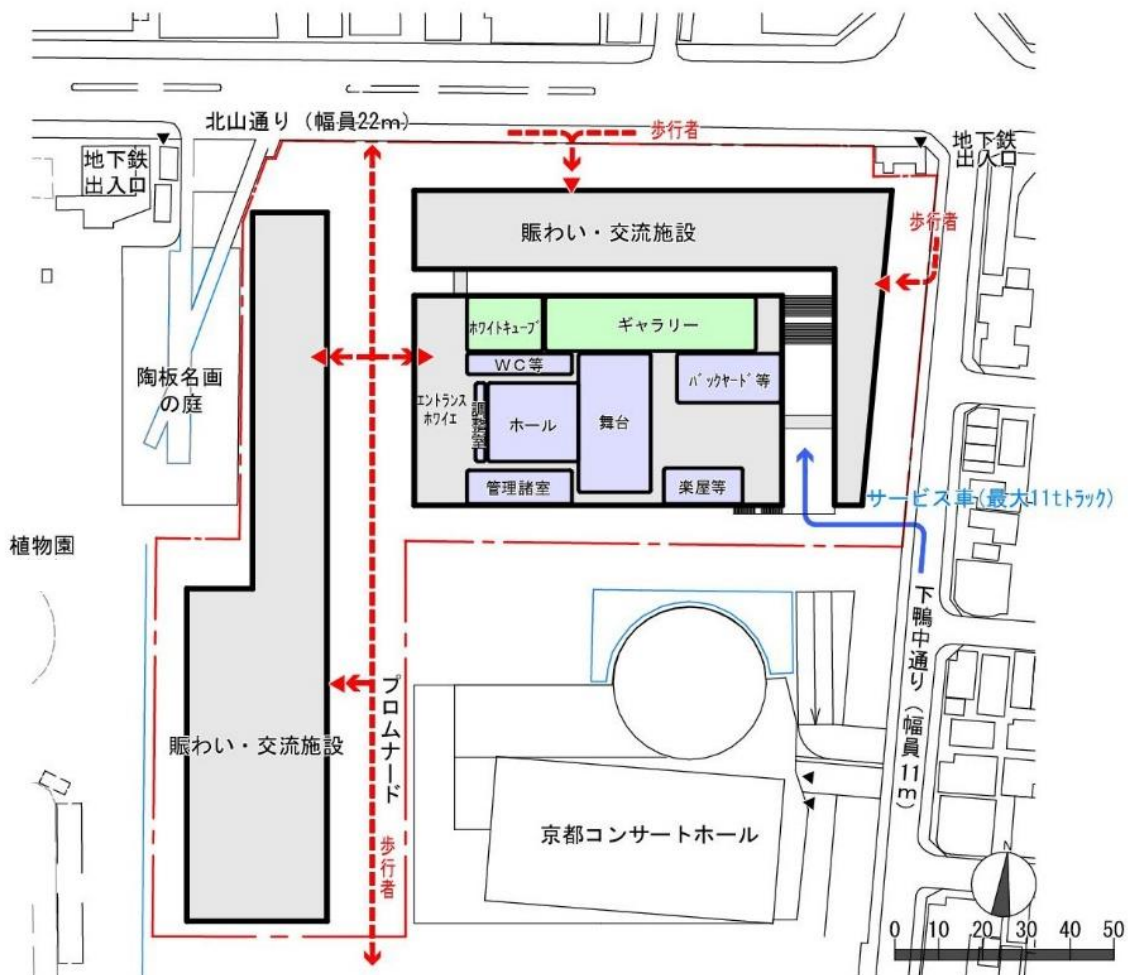 北山通り（幅員22m）
歩行者
地下鉄
出入口
地下鉄
出入口
賑わい・交流施設
歩行者
ホワイトキューブ
ギャラリー
陶板名画
の庭
WC等
バックヤード等
エントランス
ホワイエ
調整室
ホール
舞台
管理諸室
楽屋等
サービス車(最大11tトラック)
植物園
下鴨中通り（幅員11m）
プロムナード
賑わい・交流施設
歩行者
京都コンサートホール
N
0 10 20 30 40 50